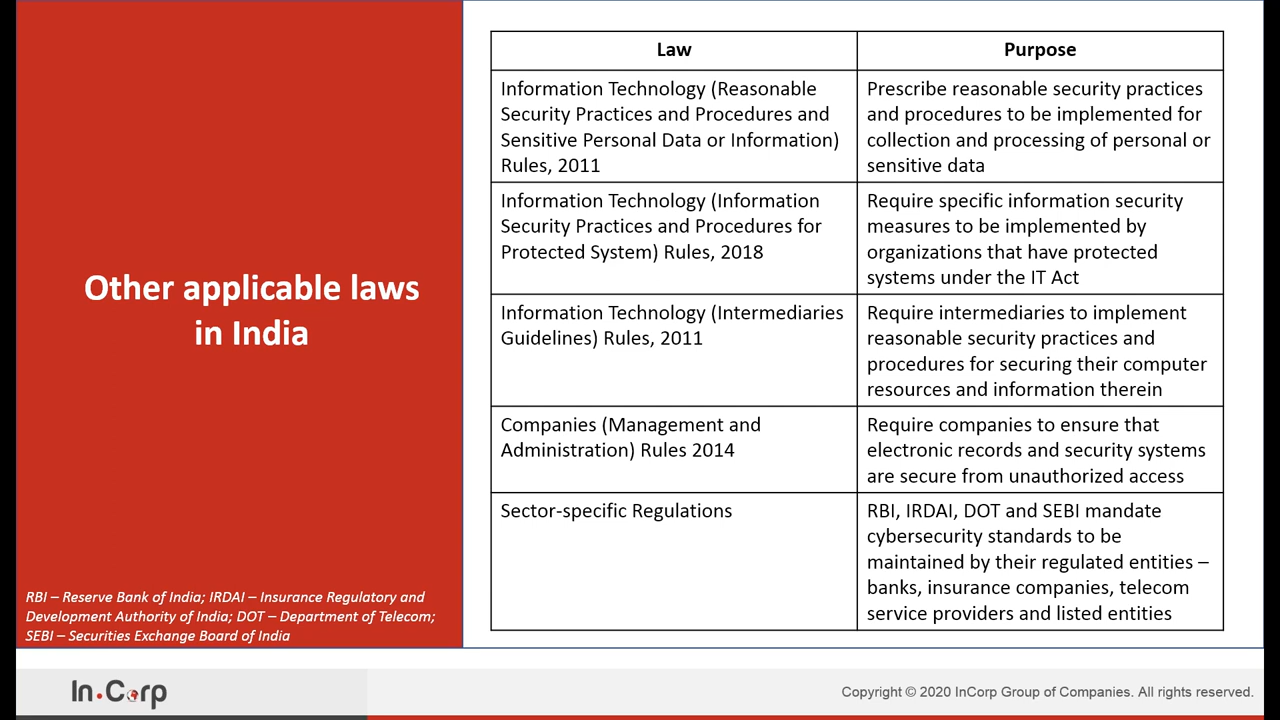 Other applicable laws
in India
RBI – Reserve Bank of India; IRDAI – Insurance Regulatory and
Development Authority of India; DOT – Department of Telecom;
SEBI – Securities Exchange Board of India
Law
Purpose
Information Technology (Reasonable
Security Practices and Procedures and
Sensitive Personal Data or Information)
Rules, 2011
Prescribe reasonable security practices
and procedures to be implemented for
collection and processing of personal or
sensitive data
Information Technology (Information
Security Practices and Procedures for
Protected System) Rules, 2018
Require specific information security
measures to be implemented by
organizations that have protected
systems under the IT Act
Information Technology (Intermediaries
Guidelines) Rules, 2011
Require intermediaries to implement
reasonable security practices and
procedures for securing their computer
resources and information therein
Companies (Management and
Administration) Rules 2014
Require companies to ensure that
electronic records and security systems
are secure from unauthorized access
Sector-specific Regulations
RBI, IRDAI, DOT and SEBI mandate
cybersecurity standards to be
maintained by their regulated entities –
banks, insurance companies, telecom
service providers and listed entities
In.Corp
Copyright © 2020 InCorp Group of Companies. All rights reserved.